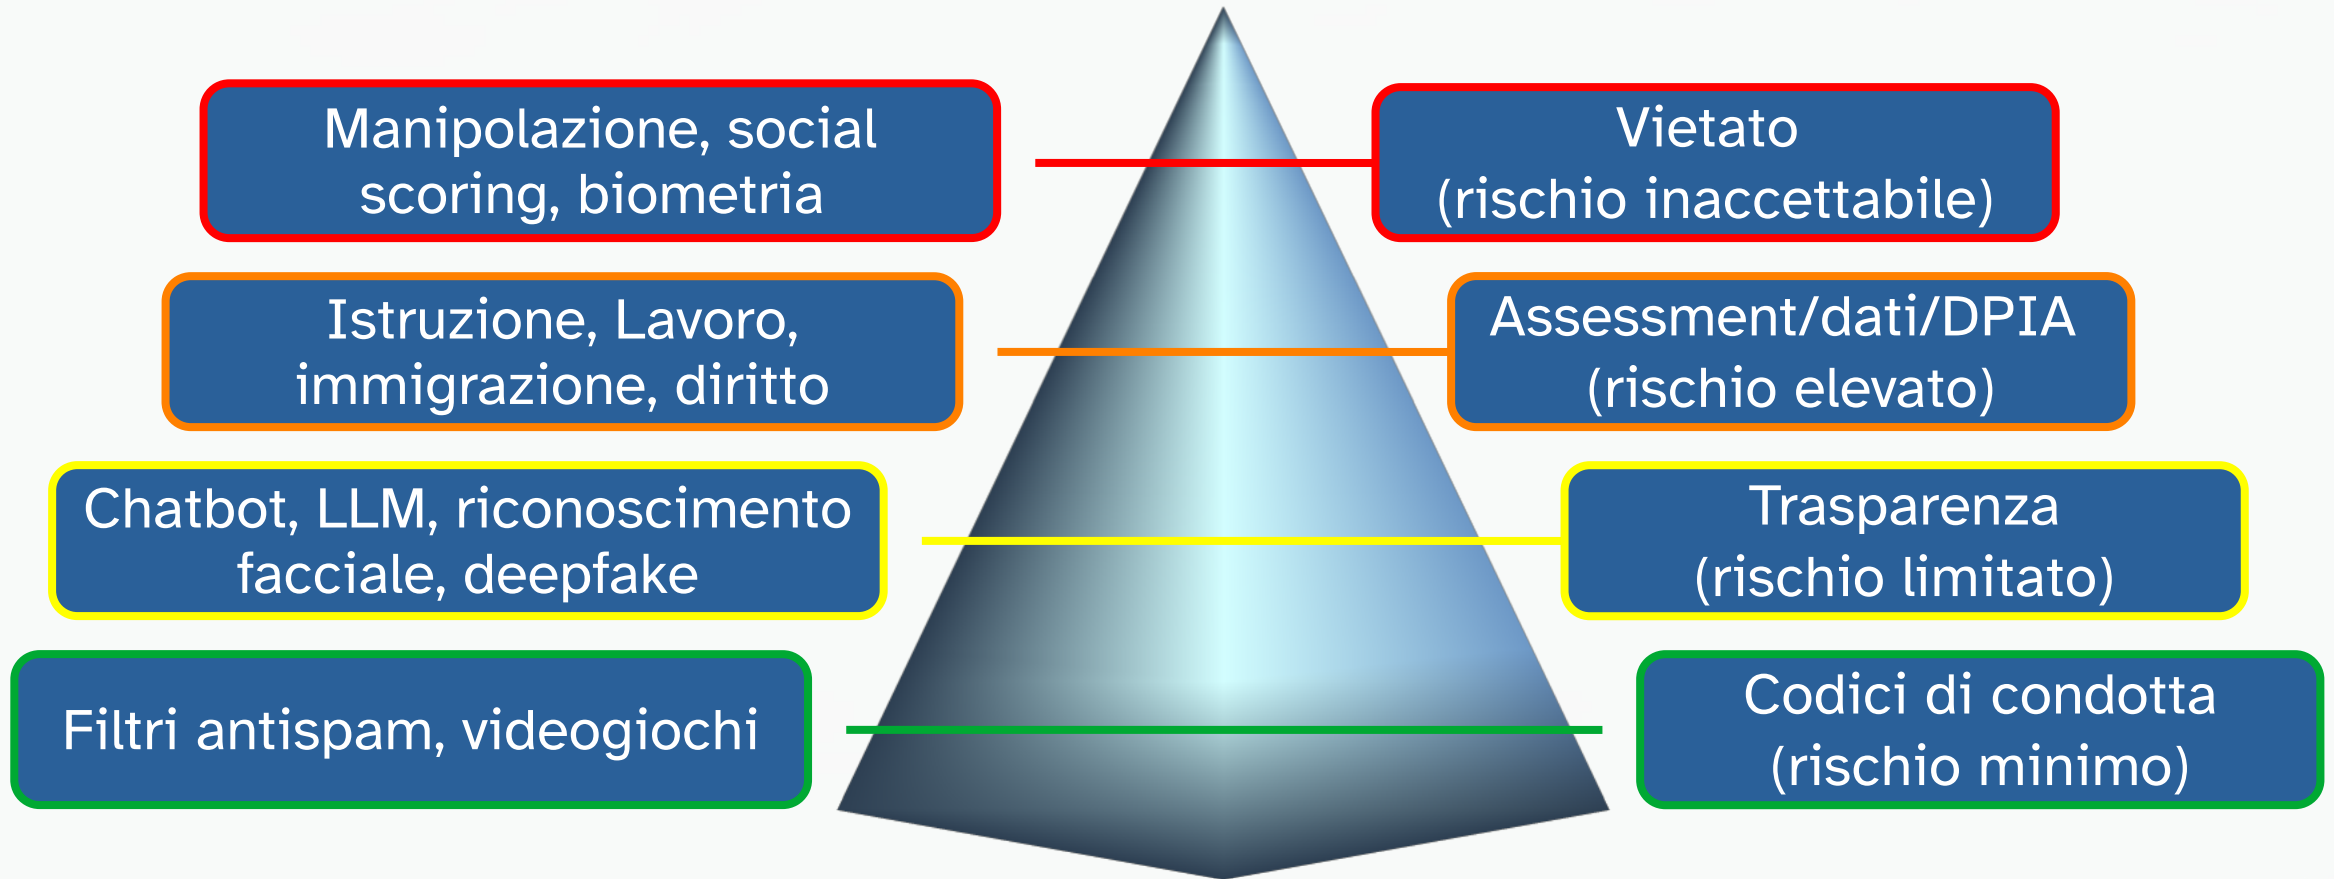 Manipolazione, social
scoring, biometria
Vietato
(rischio inaccettabile)
Istruzione, Lavoro,
immigrazione, diritto
Assessment/dati/DPIA
(rischio elevato)
Chatbot, LLM, riconoscimento
facciale, deepfake
Trasparenza
(rischio limitato)
Filtri antispam, videogiochi
Codici di condotta
(rischio minimo)